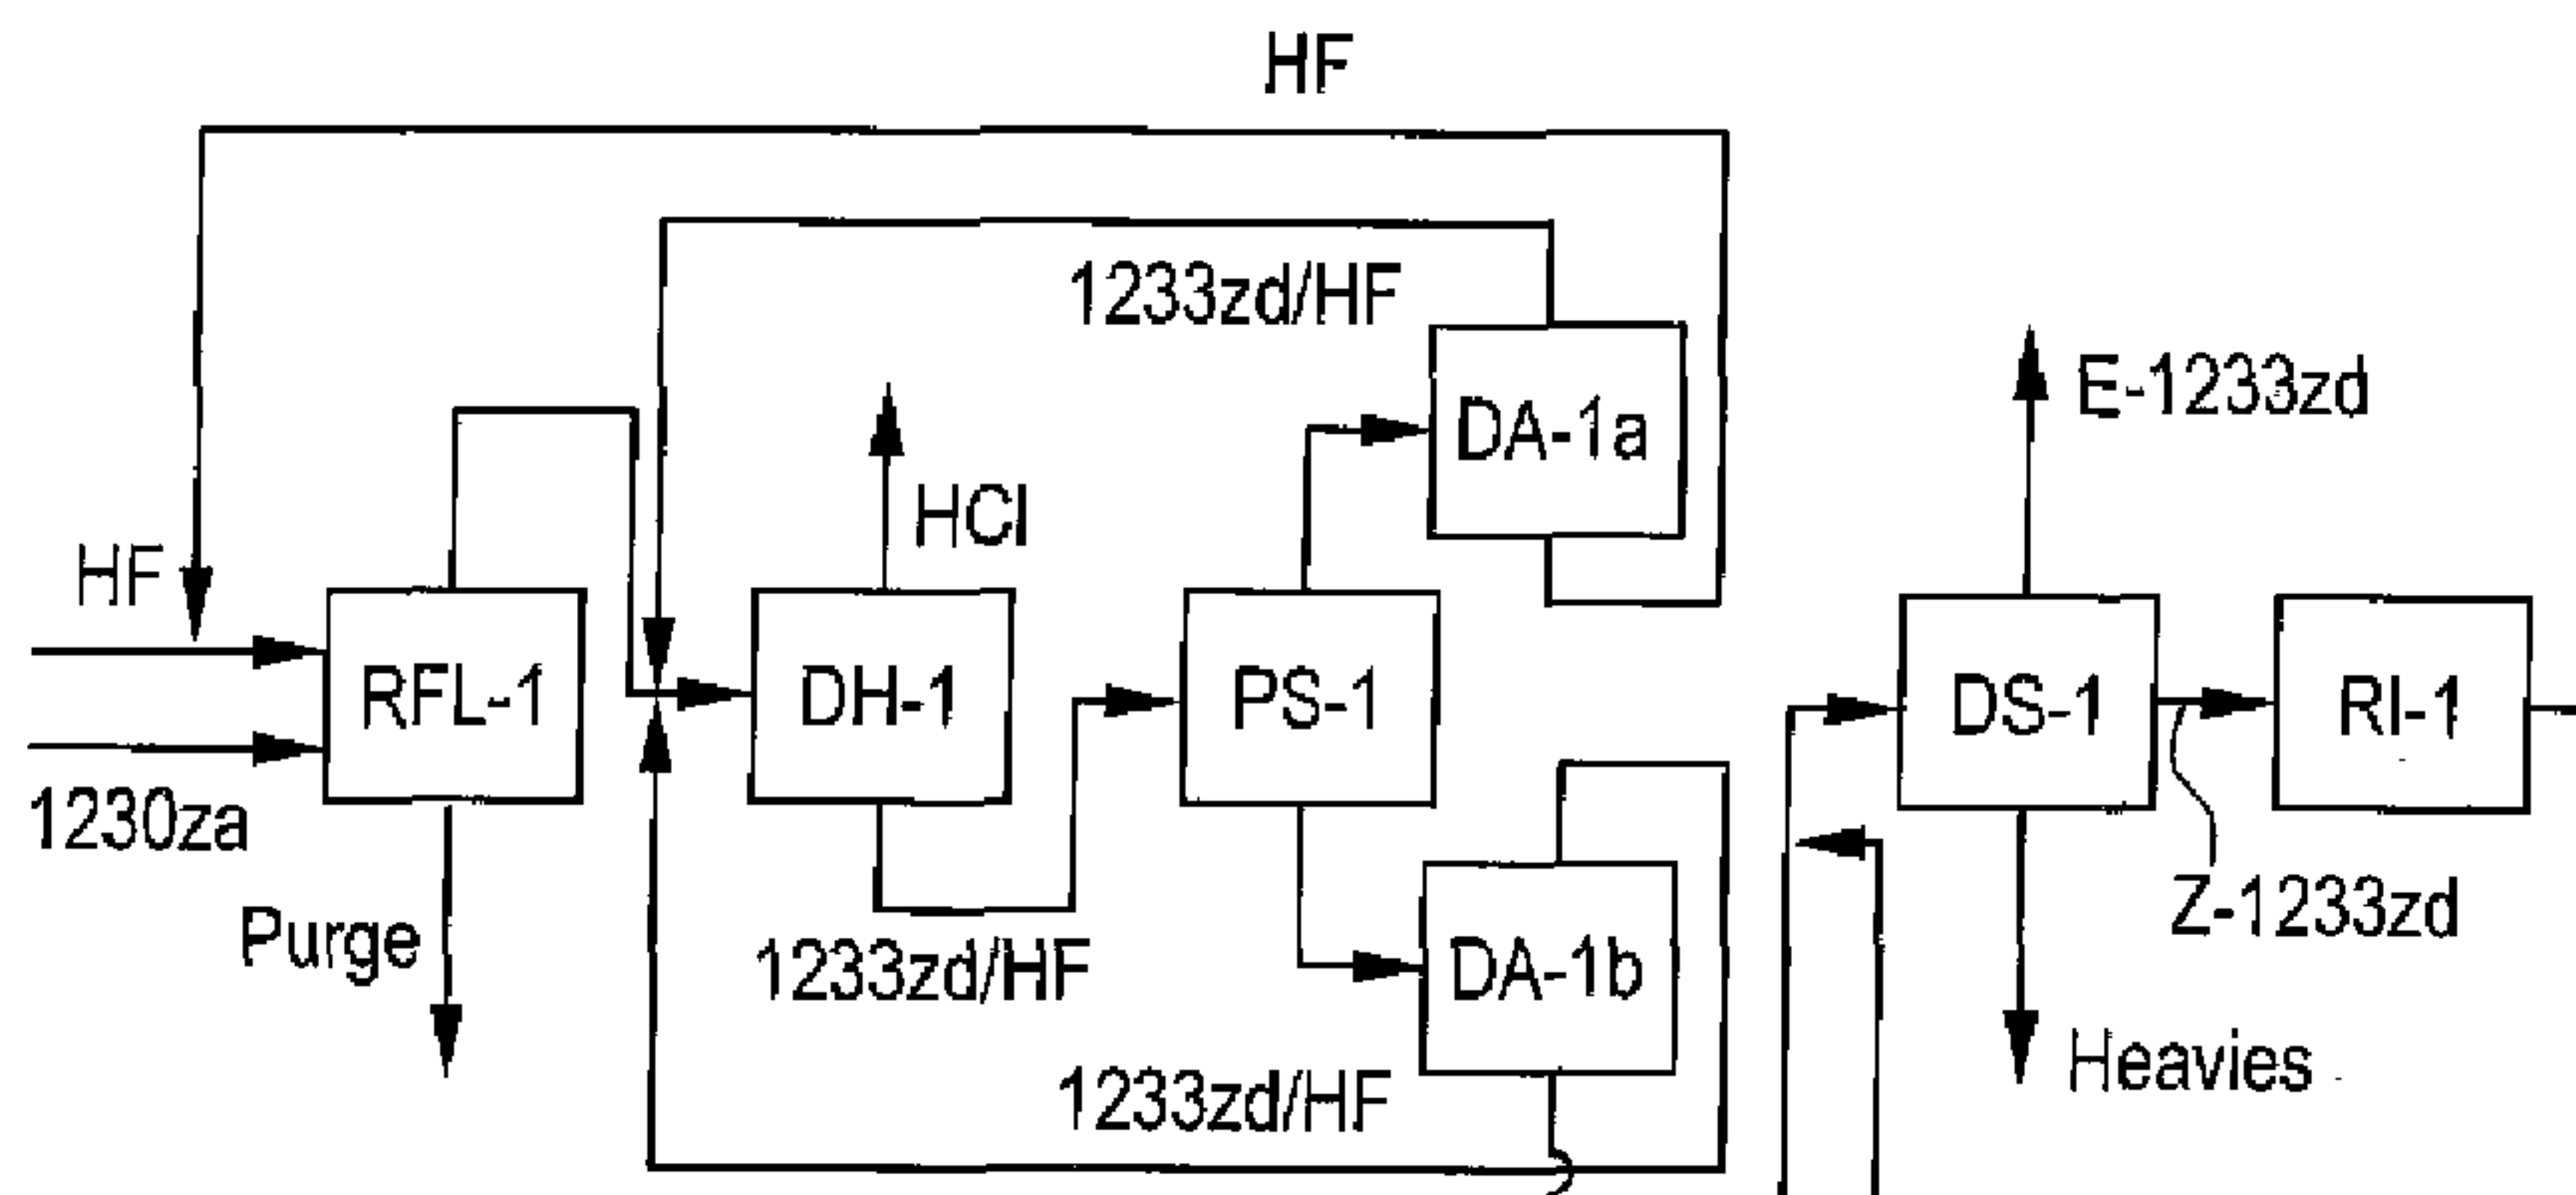 HF
1233zd/HF
E-1233zd
DA-1a
HCl
HF
RFL-1
DH-1
PS-1
DS-1
RI-1
1230za
Z-1233zd
Purge
1233zd/HF
DA-1b
Heavies
1233zd/HF